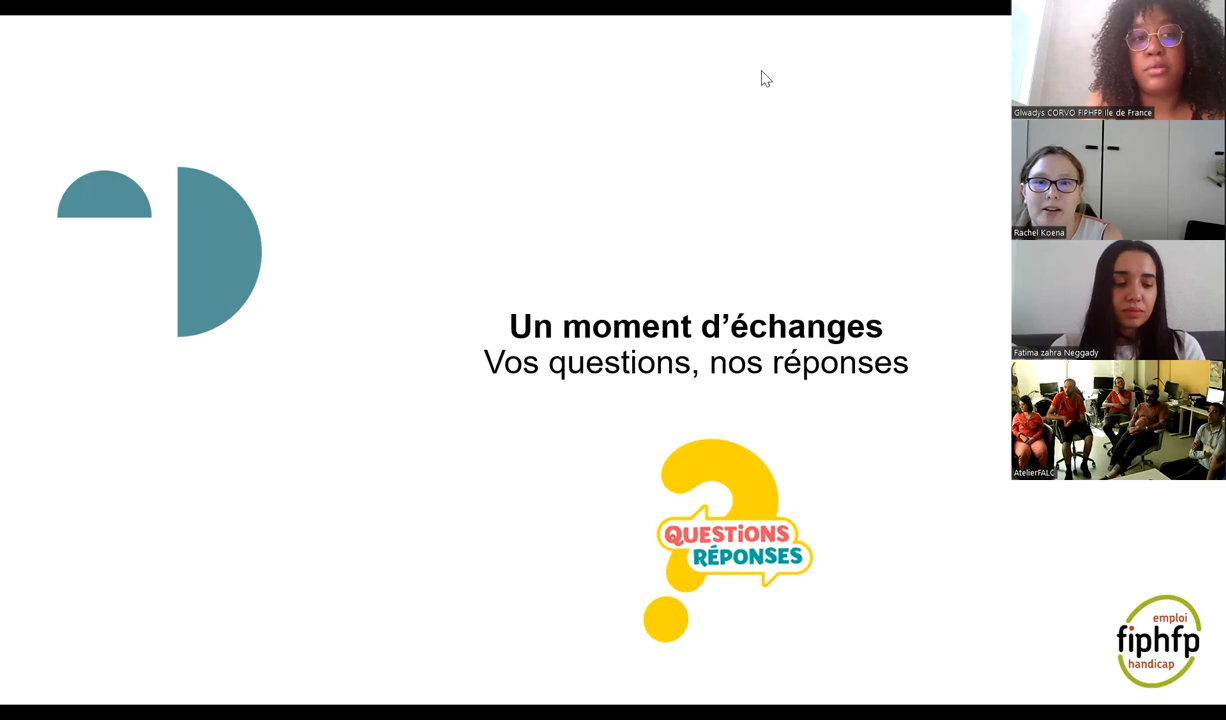 Glwadys CORVO FIPHFP Ile de France
Rachel Koena
Fatima zahra Neggady
AtelierFALC
Un moment d’échanges
Vos questions, nos réponses
QUESTiONS
RÉPONSES
emploi
fiphfp
handicap